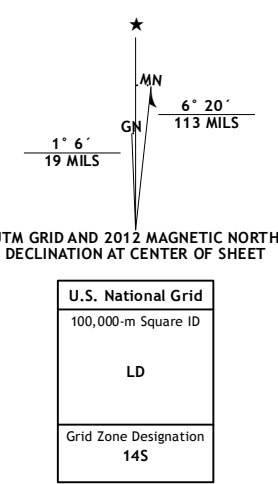 MN
GN
6° 20´
113 MILS
1° 6´
19 MILS
UTM GRID AND 2012 MAGNETIC NORTH
DECLINATION AT CENTER OF SHEET
U.S. National Grid
100,000-m Square ID
LD
Grid Zone Designation
14S